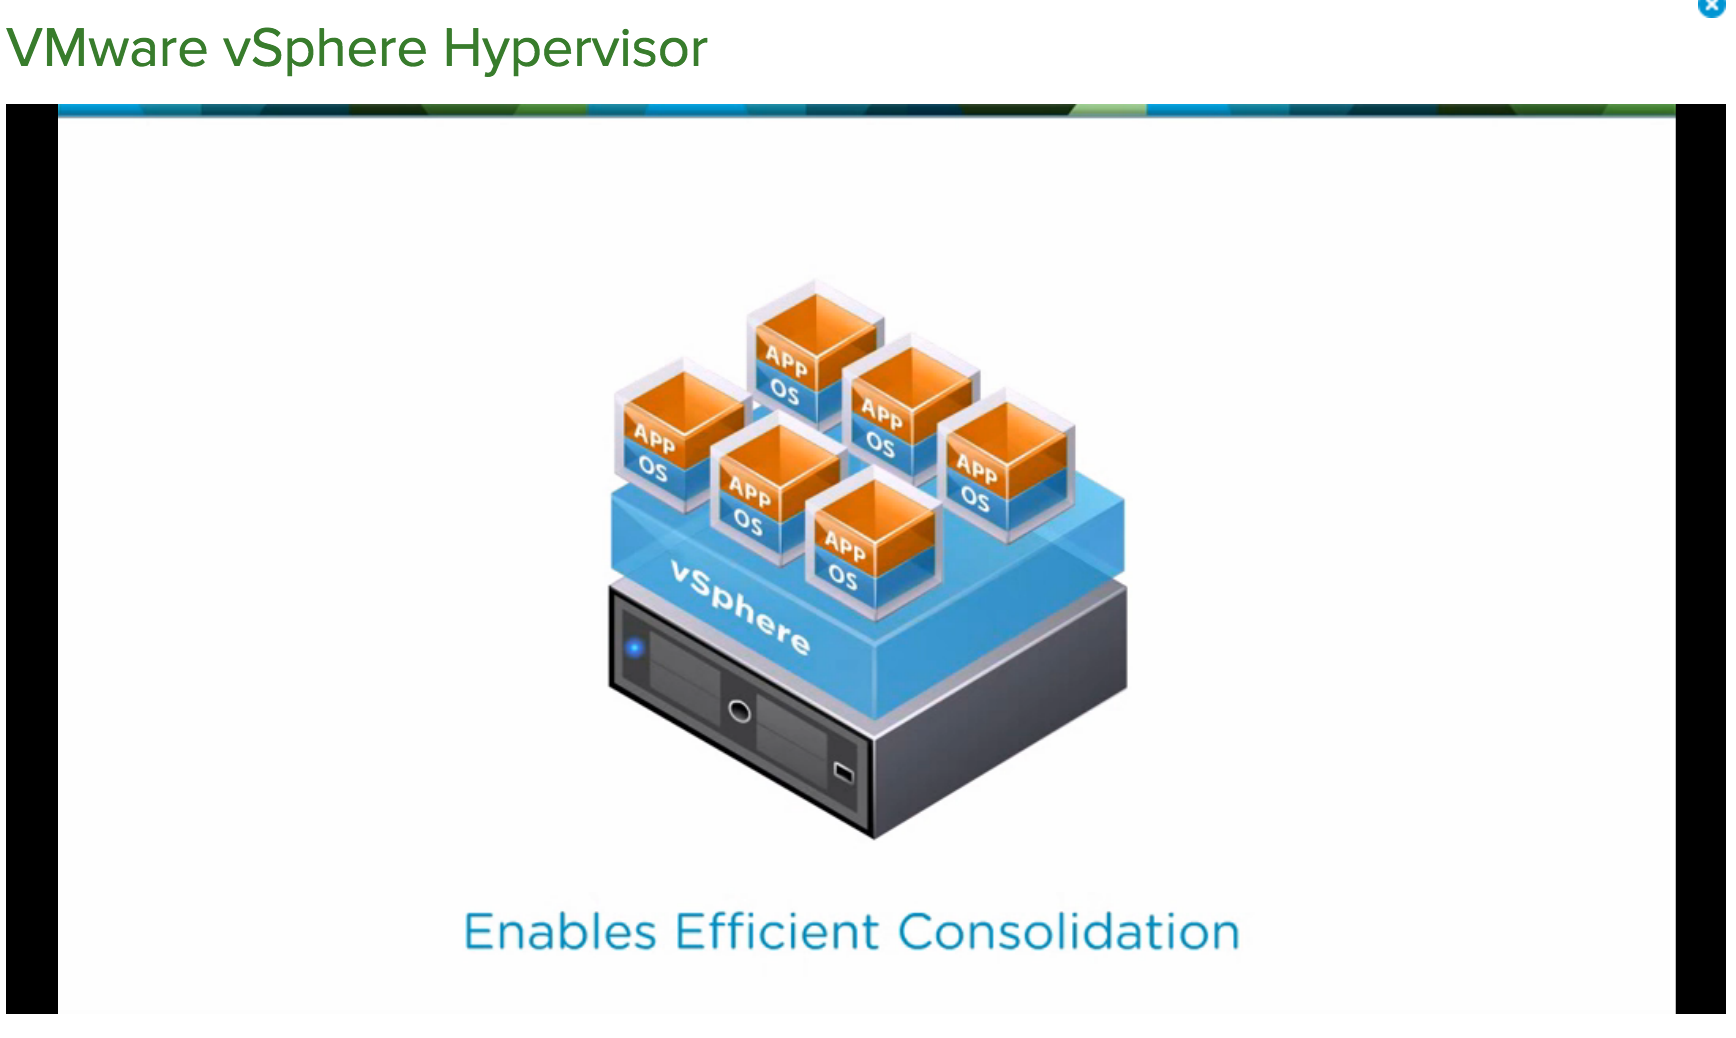 VMware vSphere Hypervisor
APP
OS
APP
OS
APP
OS
APP
OS
APP
OS
APP
OS
vSphere
Enables Efficient Consolidation